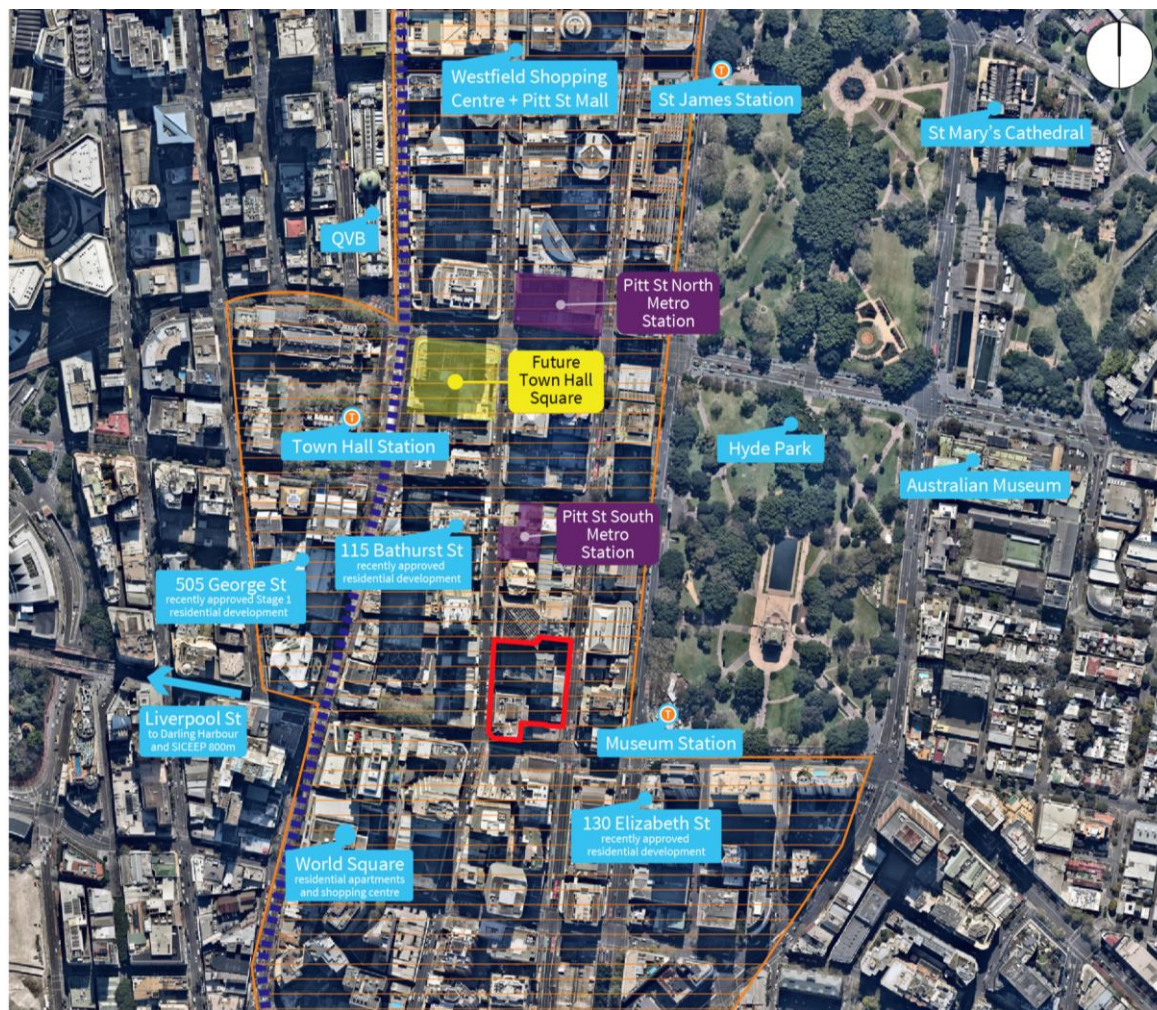 Westfield Shopping
Centre + Pitt St Mall
T
St James Station
St Mary's Cathedral
QVB
Pitt St North
Metro
Station
Future
Town Hall
Square
T
Town Hall Station
Hyde Park
Australian Museum
Pitt St South
Metro
Station
115 Bathurst St
recently approved
residential development
505 George St
recently approved Stage 1
residential development
Liverpool St
to Darling Harbour
and SICEEP 800m
T
Museum Station
130 Elizabeth St
recently approved
residential development
World Square
residential apartments
and shopping centre